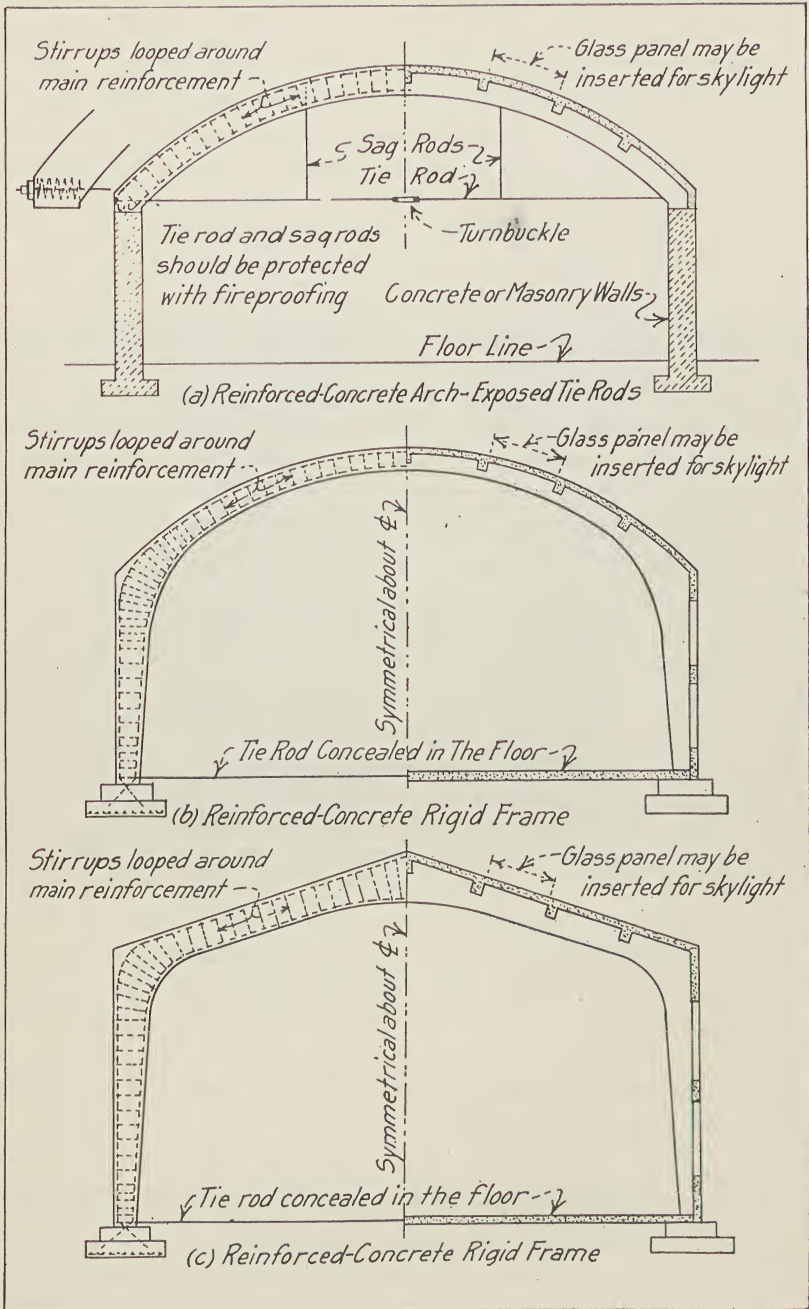 Stirrups looped around
main reinforcement
Glass panel may be
inserted for skylight
Sag Rods
Tie Rod
Tie rod and sag rods
should be protected
with fireproofing
Turnbuckle
Concrete or Masonry Walls
Floor Line
(a) Reinforced-Concrete Arch-Exposed Tie Rods
Stirrups looped around
main reinforcement
Glass panel may be
inserted for skylight
Symmetrical about ℄
Tie Rod Concealed in The Floor
(b) Reinforced-Concrete Rigid Frame
Stirrups looped around
main reinforcement
Glass panel may be
inserted for skylight
Symmetrical about ℄
Tie rod concealed in the floor
(c) Reinforced-Concrete Rigid Frame